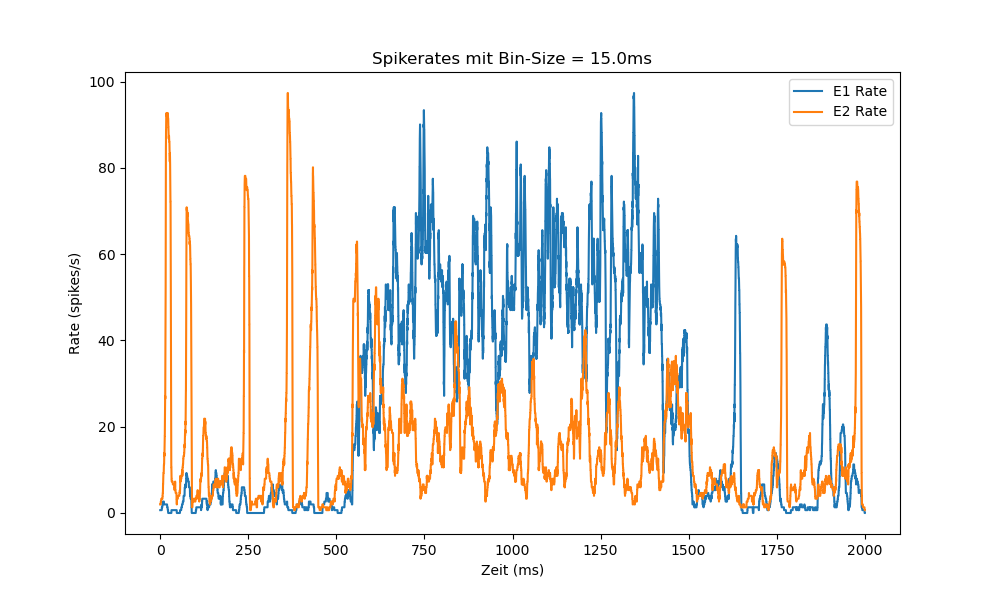 Spikerates mit Bin-Size = 15.0ms
E1 Rate
E2 Rate
Rate (spikes/s)
100
80
60
40
20
0
0 250 500 750 1000 1250 1500 1750 2000
Zeit (ms)